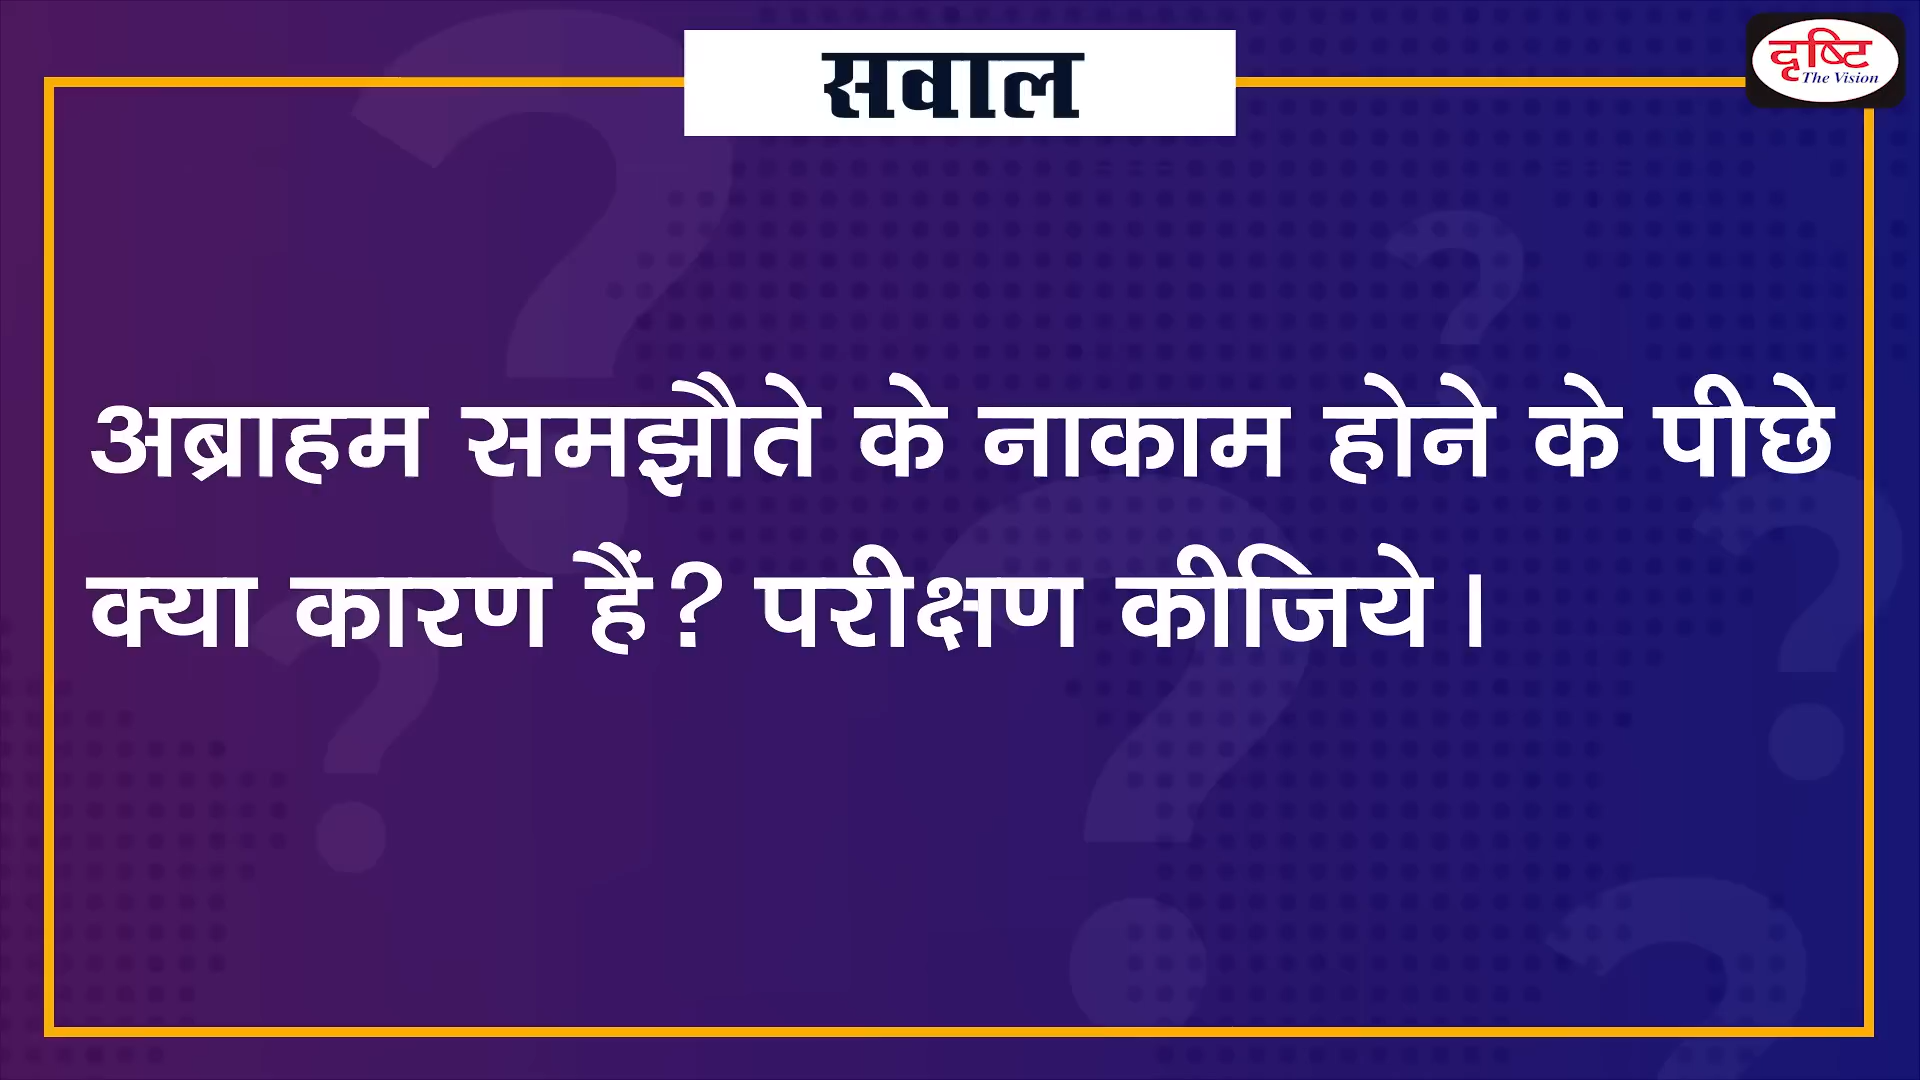 सवाल
दृष्टि
The Vision
अब्राहम समझौते के नाकाम होने के पीछे
क्या कारण हैं? परीक्षण कीजिये।